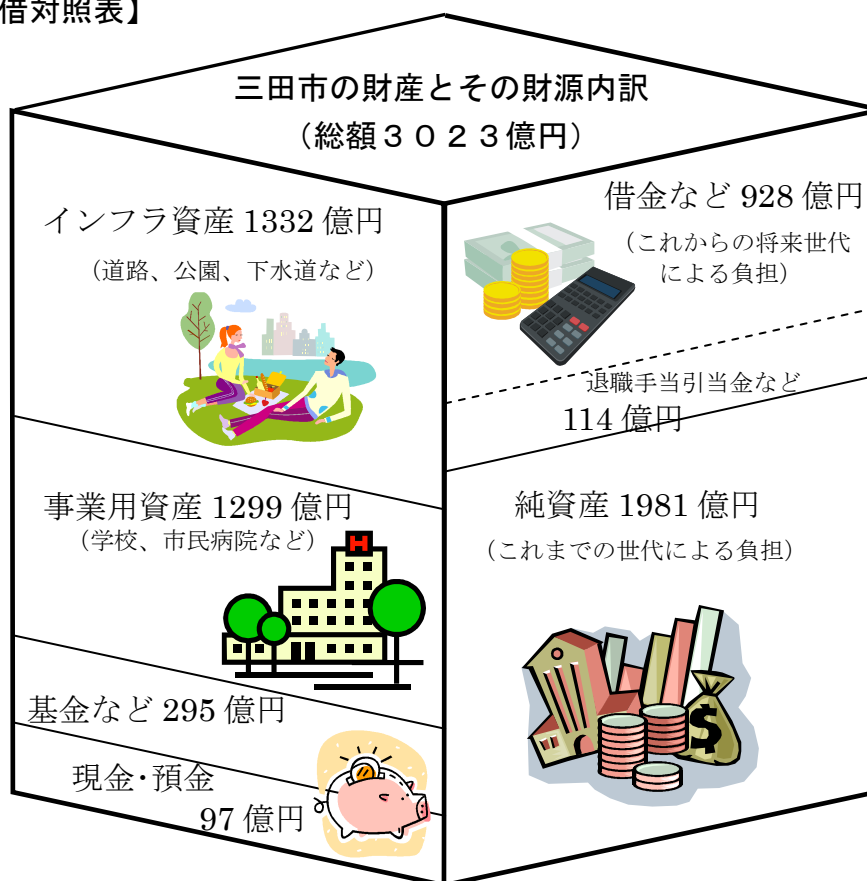 借対照表】
三田市の財産とその財源内訳
（総額３０２３億円）
インフラ資産 1332 億円
（道路、公園、下水道など）
事業用資産 1299 億円
（学校、市民病院など）
H
基金など 295 億円
現金･預金
97 億円
借金など 928 億円
（これからの将来世代
による負担）
退職手当引当金など
114 億円
純資産 1981 億円
（これまでの世代による負担）
$